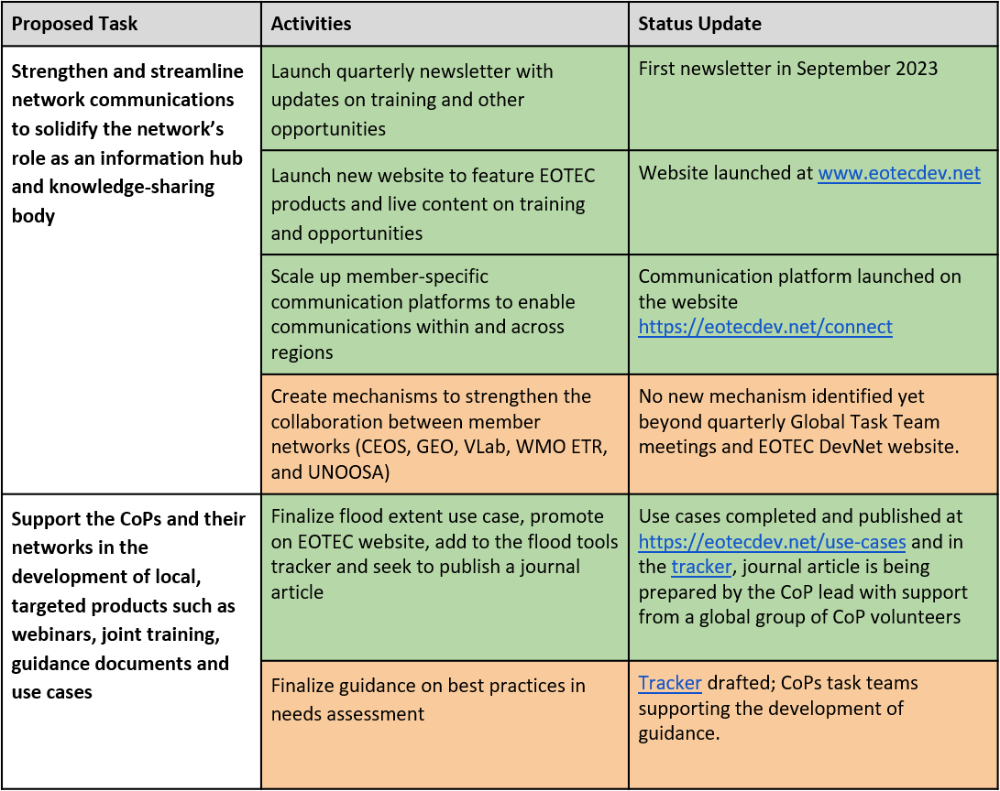 Proposed Task
Activities
Status Update
Strengthen and streamline
network communications
to solidify the network’s
role as an information hub
and knowledge-sharing
body
Launch quarterly newsletter with
updates on training and other
opportunities
First newsletter in September 2023
Launch new website to feature EOTEC
products and live content on training
and opportunities
Website launched at www.eotecdev.net
Scale up member-specific
communication platforms to enable
communications within and across
regions
Communication platform launched on
the website
https://eotecdev.net/connect
Create mechanisms to strengthen the
collaboration between member
networks (CEOS, GEO, VLab, WMO ETR,
and UNOOSA)
No new mechanism identified yet
beyond quarterly Global Task Team
meetings and EOTEC DevNet website.
Support the CoPs and their
networks in the
development of local,
targeted products such as
webinars, joint training,
guidance documents and
use cases
Finalize flood extent use case, promote
on EOTEC website, add to the flood tools
tracker and seek to publish a journal
article
Use cases completed and published at
https://eotecdev.net/use-cases and in
the tracker, journal article is being
prepared by the CoP lead with support
from a global group of CoP volunteers
Finalize guidance on best practices in
needs assessment
Tracker drafted; CoPs task teams
supporting the development of
guidance.